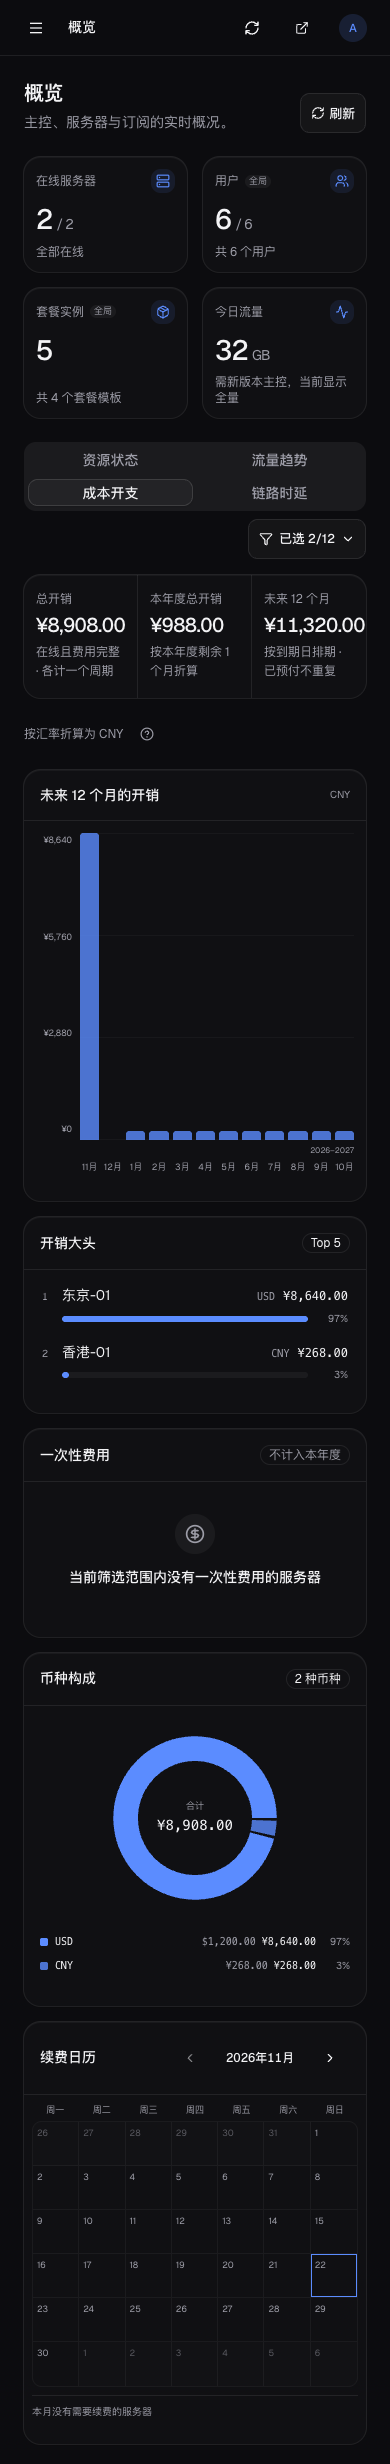 概览
A
概览
主控、服务器与订阅的实时概况。
刷新
在线服务器
2 / 2
全部在线
用户 全局
6 / 6
共 6 个用户
套餐实例 全局
5
共 4 个套餐模板
今日流量
32 GB
需新版本主控，当前显示
全量
资源状态
流量趋势
成本开支
链路时延
已选 2/12
总开销
¥8,908.00
在线且费用完整
· 各计一个周期
本年度总开销
¥988.00
按本年度剩余 1
个月折算
未来 12 个月
¥11,320.00
按到期日排期 ·
已预付不重复
按汇率折算为 CNY
未来 12 个月的开销
CNY
¥8,640
¥5,760
¥2,880
¥0
2026–2027
11月 12月 1月 2月 3月 4月 5月 6月 7月 8月 9月 10月
开销大头
Top 5
1 东京-01 USD ¥8,640.00
97%
2 香港-01 CNY ¥268.00
3%
一次性费用
不计入本年度
当前筛选范围内没有一次性费用的服务器
币种构成
2 种币种
合计
¥8,908.00
USD $1,200.00 ¥8,640.00 97%
CNY ¥268.00 ¥268.00 3%
续费日历
2026年11月
周一 周二 周三 周四 周五 周六 周日
26 27 28 29 30 31 1
2 3 4 5 6 7 8
9 10 11 12 13 14 15
16 17 18 19 20 21 22
23 24 25 26 27 28 29
30 1 2 3 4 5 6
本月没有需要续费的服务器